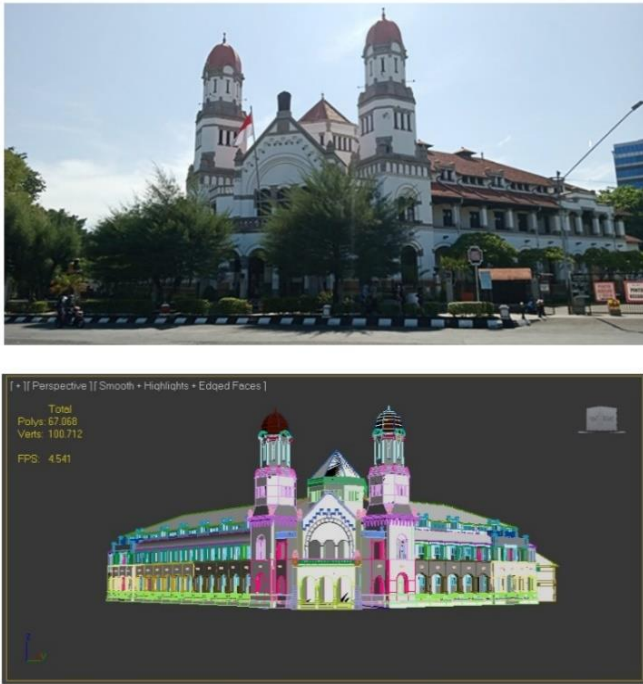 [ + ][ Perspective ][ Smooth + Highlights + Edged Faces ]
Total
Polys: 67.068
Verts: 100.712
FPS: 4.541